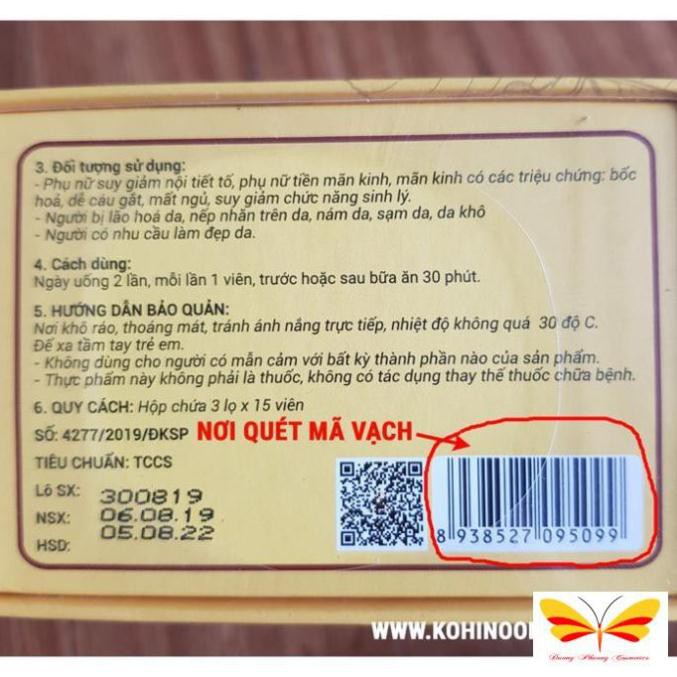 3. Đối tượng sử dụng:
- Phụ nữ suy giảm nội tiết tố, phụ nữ tiền mãn kinh, mãn kinh có các triệu chứng: bốc
hoả, dễ cáu gắt, mất ngủ, suy giảm chức năng sinh lý.
- Người bị lão hoá da, nếp nhăn trên da, nám da, sạm da, da khô
- Người có nhu cầu làm đẹp da.
4. Cách dùng:
Ngày uống 2 lần, mỗi lần 1 viên, trước hoặc sau bữa ăn 30 phút.
5. HƯỚNG DẪN BẢO QUẢN:
Nơi khô ráo, thoáng mát, tránh ánh nắng trực tiếp, nhiệt độ không quá 30 độ C.
Để xa tầm tay trẻ em.
- Không dùng cho người có mẫn cảm với bất kỳ thành phần nào của sản phẩm.
- Thực phẩm này không phải là thuốc, không có tác dụng thay thế thuốc chữa bệnh.
6. QUY CÁCH: Hộp chứa 3 lọ x 15 viên
SỐ: 4277/2019/ĐKSP NƠI QUÉT MÃ VẠCH
TIÊU CHUẨN: TCCS
Lô SX: 300819
NSX: 06.08.19
HSD: 05.08.22
8 938527 095099
WWW.KOHINOO
Duong Phuong Cosmetics